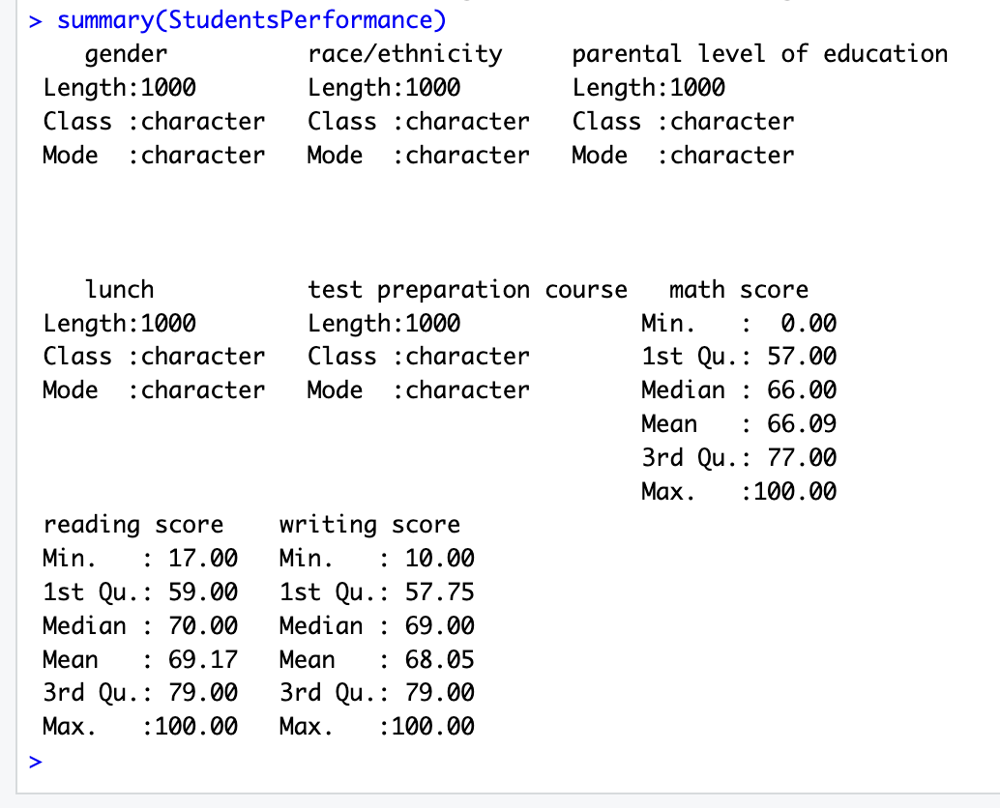 > summary(StudentsPerformance)
gender race/ethnicity parental level of education
Length:1000 Length:1000 Length:1000
Class :character Class :character Class :character
Mode :character Mode :character Mode :character
lunch test preparation course math score
Length:1000 Length:1000 Min. : 0.00
Class :character Class :character 1st Qu.: 57.00
Mode :character Mode :character Median : 66.00
Mean : 66.09
3rd Qu.: 77.00
Max. :100.00
reading score writing score
Min. : 17.00 Min. : 10.00
1st Qu.: 59.00 1st Qu.: 57.75
Median : 70.00 Median : 69.00
Mean : 69.17 Mean : 68.05
3rd Qu.: 79.00 3rd Qu.: 79.00
Max. :100.00 Max. :100.00
>